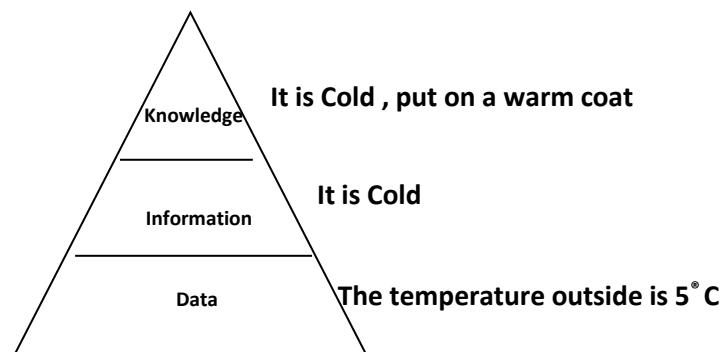 It is Cold , put on a warm coat
Knowledge
It is Cold
Information
The temperature outside is 5° C
Data